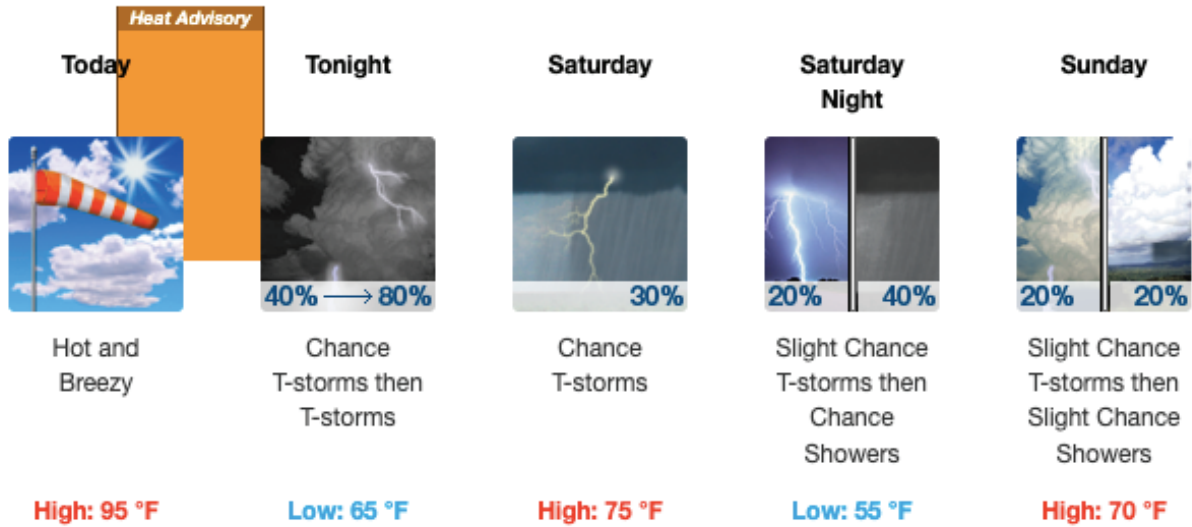 Heat Advisory
Today
Tonight
Saturday
Saturday
Night
Sunday
40% → 80%
30%
20% 40%
20% 20%
Hot and
Breezy
Chance
T-storms then
T-storms
Chance
T-storms
Slight Chance
T-storms then
Chance
Showers
Slight Chance
T-storms then
Slight Chance
Showers
High: 95 °F
Low: 65 °F
High: 75 °F
Low: 55 °F
High: 70 °F